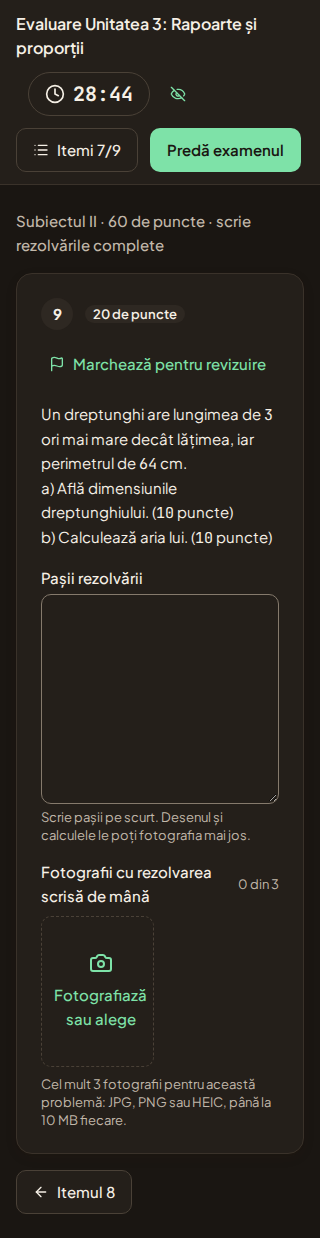 Evaluare Unitatea 3: Rapoarte și
proporții
28:44
Itemi 7/9
Predă examenul
Subiectul II · 60 de puncte · scrie
rezolvările complete
9
20 de puncte
Marchează pentru revizuire
Un dreptunghi are lungimea de 3
ori mai mare decât lățimea, iar
perimetrul de 64 cm.
a) Află dimensiunile
dreptunghiului. (10 puncte)
b) Calculează aria lui. (10 puncte)
Pașii rezolvării
Scrie pașii pe scurt. Desenul și
calculele le poți fotografia mai jos.
Fotografii cu rezolvarea
scrisă de mână
0 din 3
Fotografiază
sau alege
Cel mult 3 fotografii pentru această
problemă: JPG, PNG sau HEIC, până la
10 MB fiecare.
Itemul 8